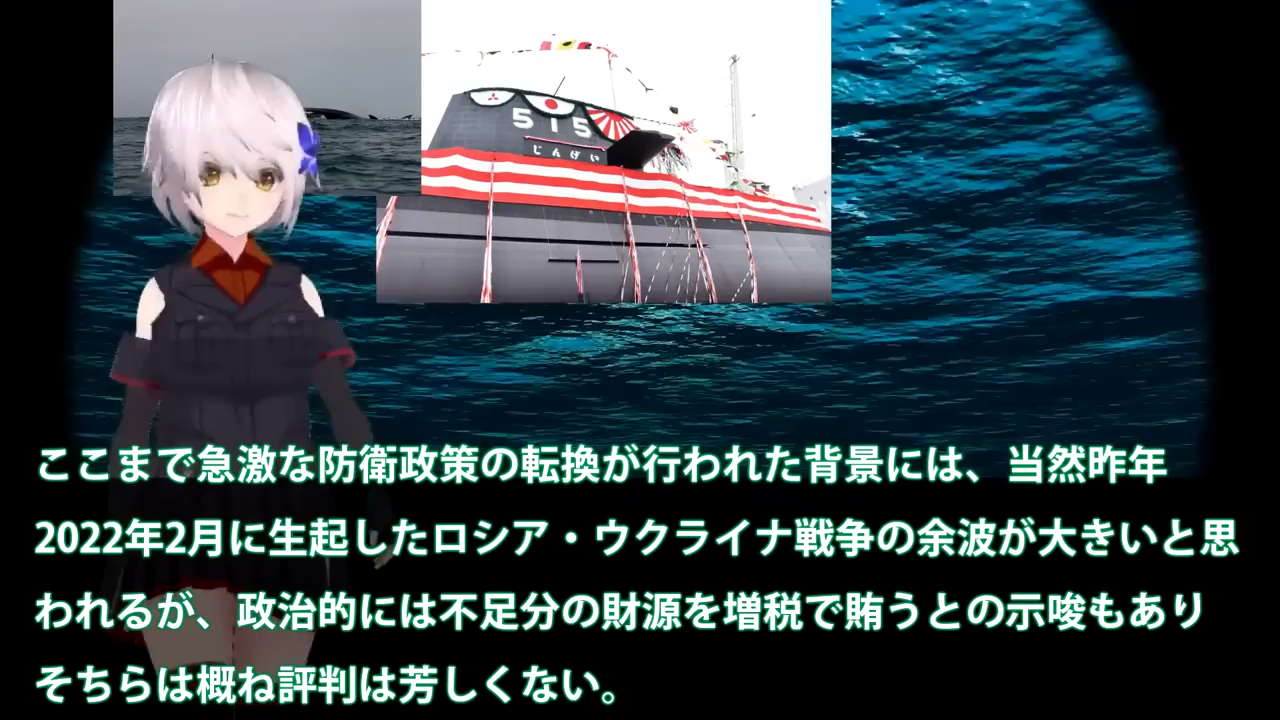 515
じんげい
ここまで急激な防衛政策の転換が行われた背景には、当然昨年
2022年2月に生起したロシア・ウクライナ戦争の余波が大きいと思
われるが、政治的には不足分の財源を増税で賄うとの示唆もあり
そちらは概ね評判は芳しくない。